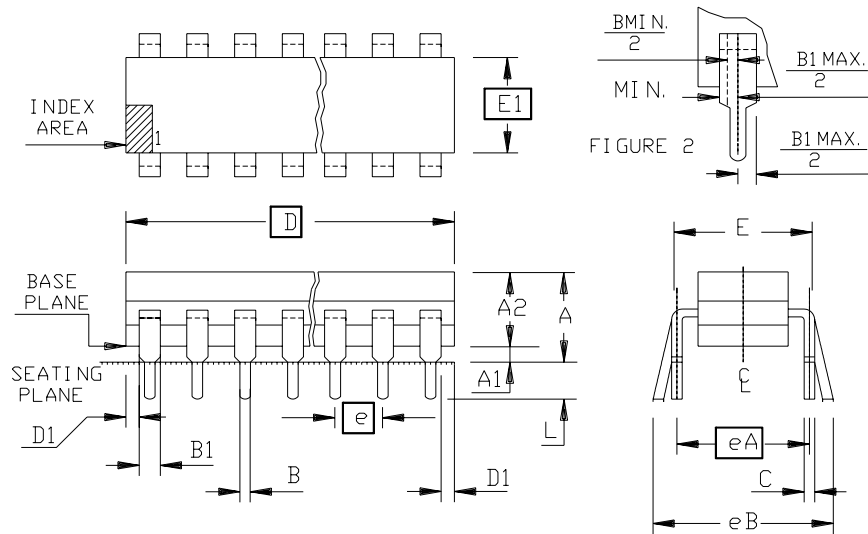 BMIN.
2
B1 MAX.
2
MIN.
E1
INDEX
AREA
1
FIGURE 2
B1 MAX.
2
D
E
BASE
PLANE
A2
A
SEATING
PLANE
A1
CL
D1
e
L
B1
eA
B
D1
C
eB